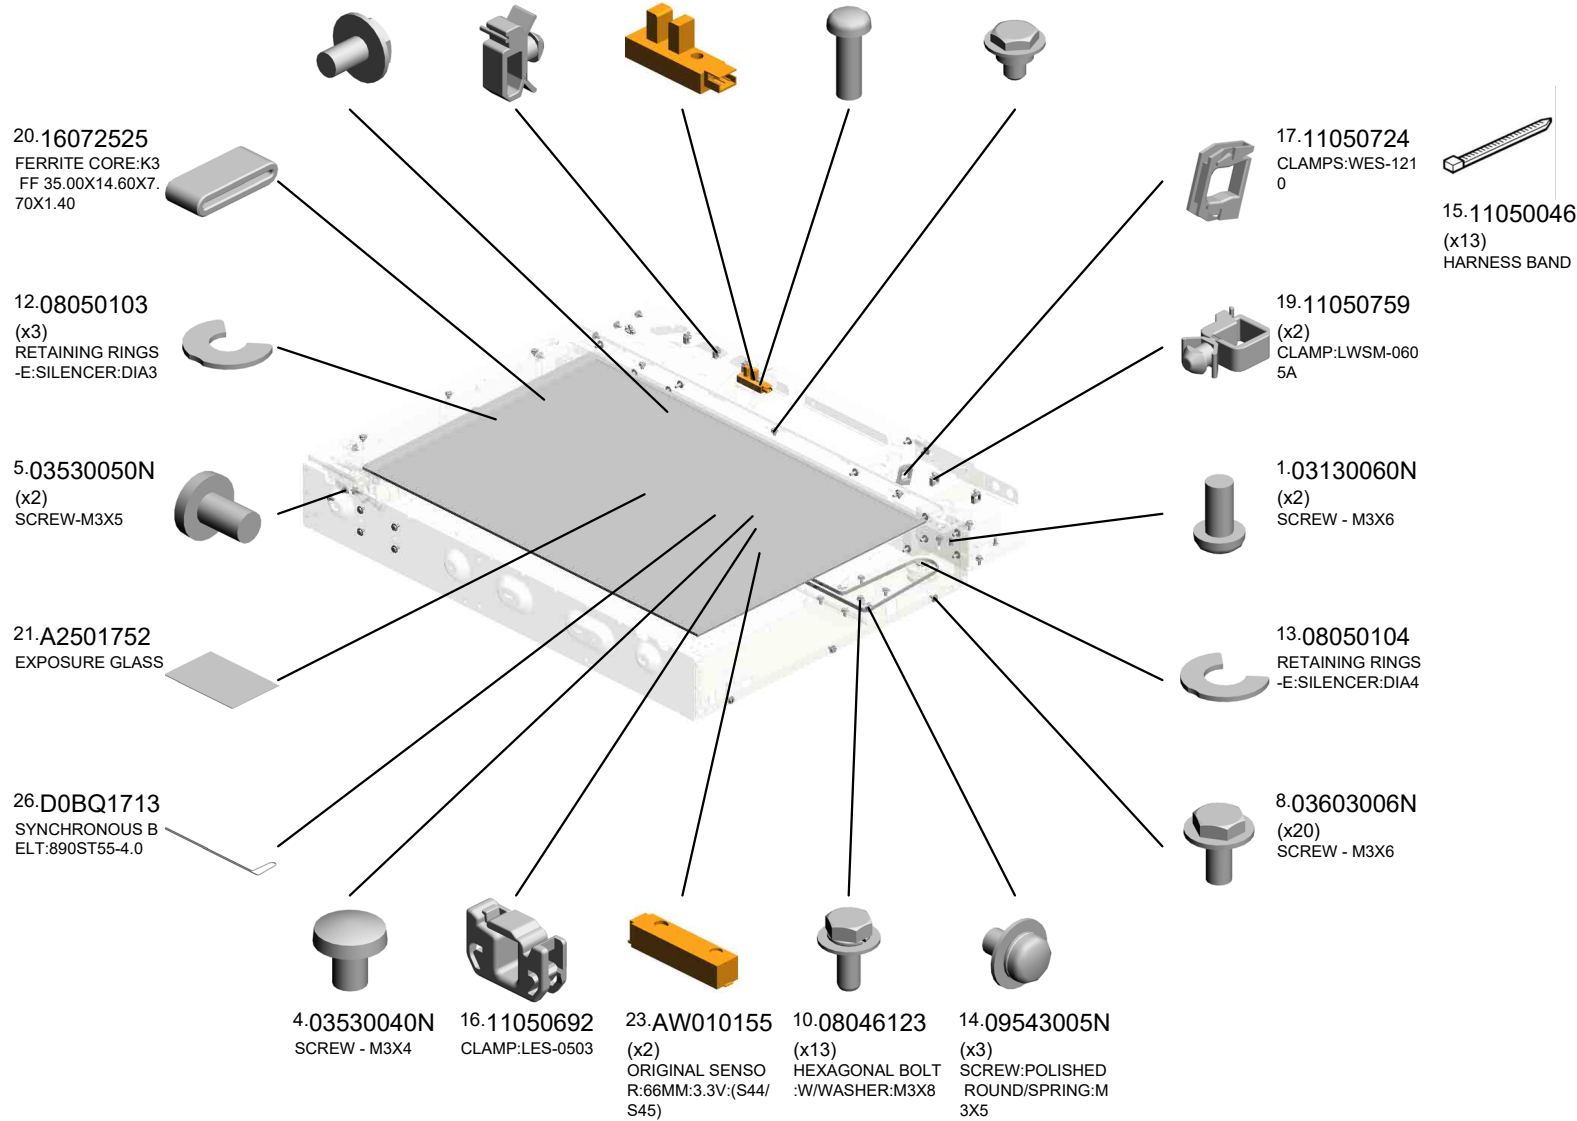 20.16072525
FERRITE CORE:K3
FF 35.00X14.60X7.
70X1.40
12.08050103
(x3)
RETAINING RINGS
-E:SILENCER:DIA3
5.03530050N
(x2)
SCREW-M3X5
21.A2501752
EXPOSURE GLASS
26.D0BQ1713
SYNCHRONOUS B
ELT:890ST55-4.0
17.11050724
CLAMPS:WES-121
0
15.11050046
(x13)
HARNESS BAND
19.11050759
(x2)
CLAMP:LWSM-060
5A
1.03130060N
(x2)
SCREW - M3X6
13.08050104
RETAINING RINGS
-E:SILENCER:DIA4
8.03603006N
(x20)
SCREW - M3X6
4.03530040N
SCREW - M3X4
16.11050692
CLAMP:LES-0503
23.AW010155
(x2)
ORIGINAL SENSO
R:66MM:3.3V:(S44/
S45)
10.08046123
(x13)
HEXAGONAL BOLT
:W/WASHER:M3X8
14.09543005N
(x3)
SCREW:POLISHED
ROUND/SPRING:M
3X5